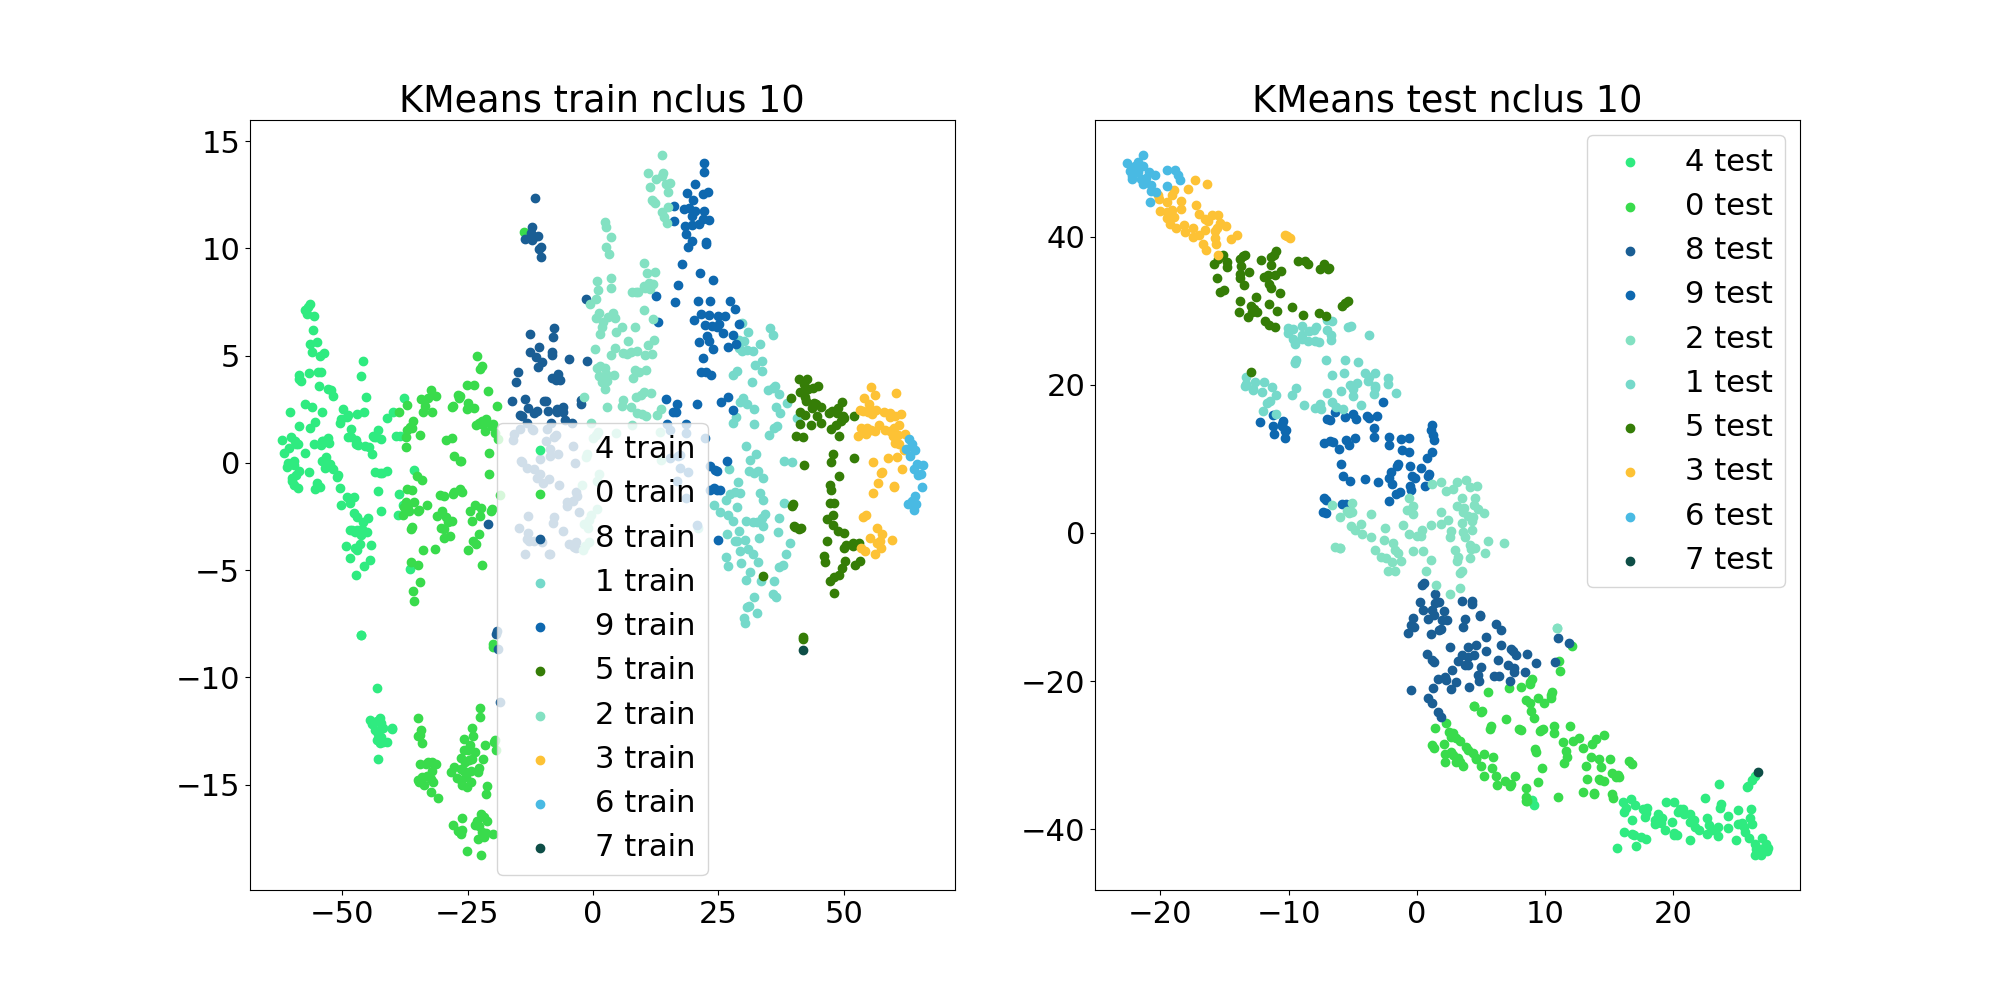 KMeans train nclus 10
15
10
5
0
−5
−10
−15
−50
−25
0
25
50
4 train
0 train
8 train
1 train
9 train
5 train
2 train
3 train
6 train
7 train
KMeans test nclus 10
40
20
0
−20
−40
−20
−10
0
10
20
4 test
0 test
8 test
9 test
2 test
1 test
5 test
3 test
6 test
7 test